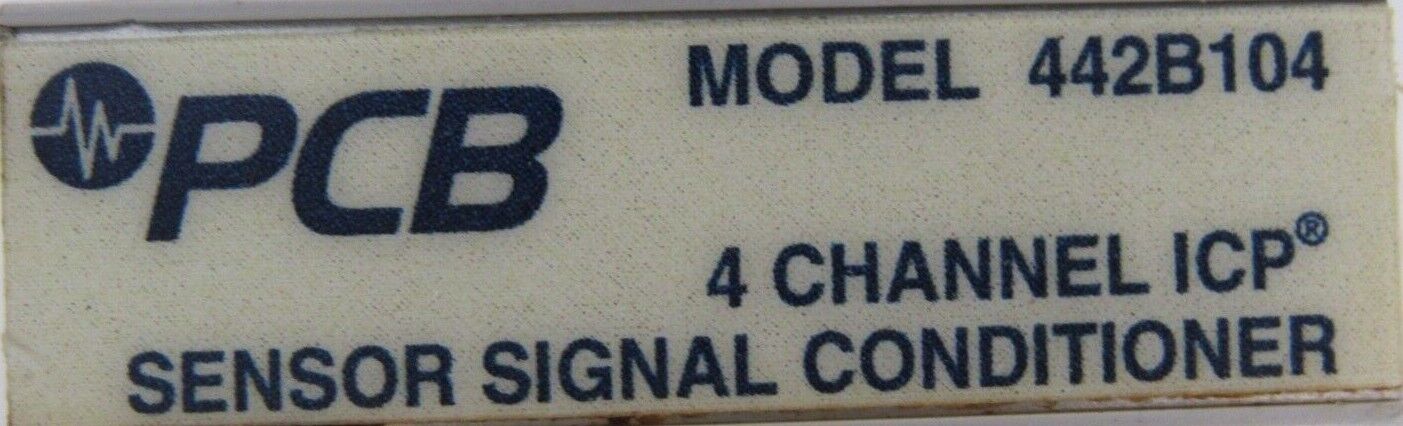 PCB
MODEL 442B104
4 CHANNEL ICP®
SENSOR SIGNAL CONDITIONER